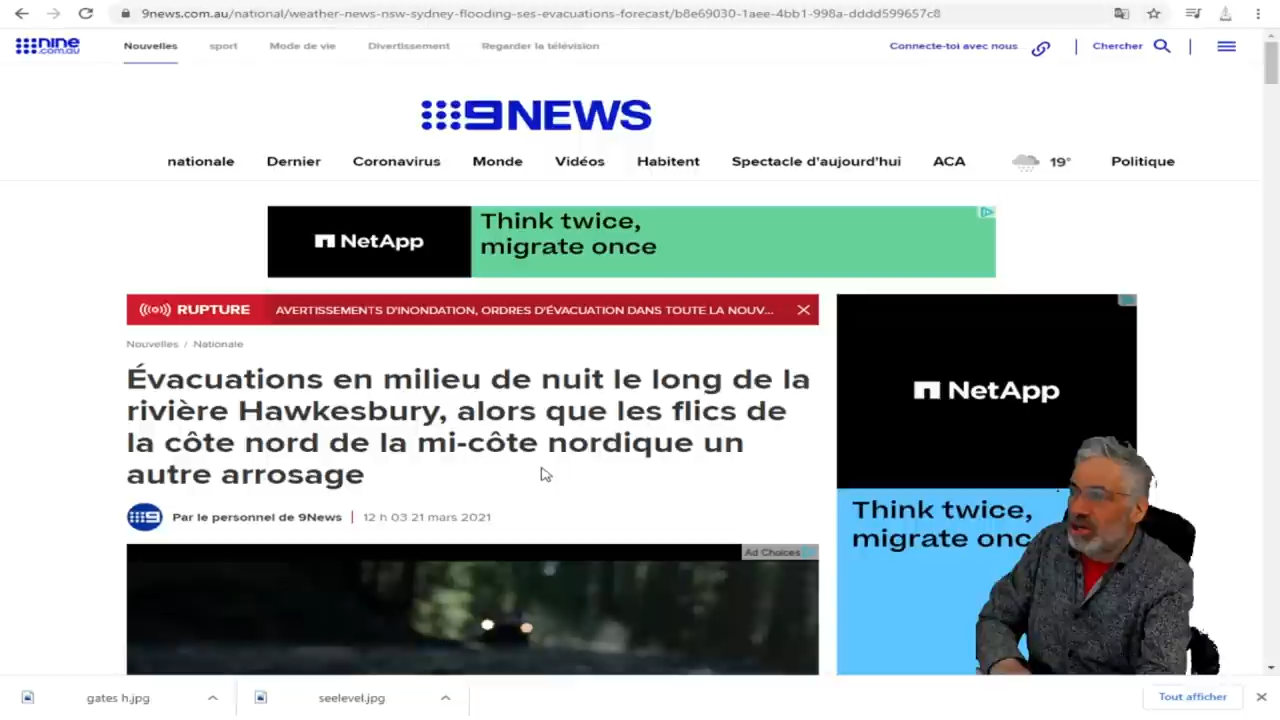 9news.com.au/national/weather-news-nsw-sydney-flooding-ses-evacuations-forecast/b8e69030-1aee-4bb1-998a-dddd599657c8
nine.com.au Nouvelles sport Mode de vie Divertissement Regarder la télévision Connecte-toi avec nous Chercher
9NEWS
nationale Dernier Coronavirus Monde Vidéos Habitent Spectacle d'aujourd'hui ACA 19° Politique
NetApp
Think twice,
migrate once
RUPTURE AVERTISSEMENTS D'INONDATION, ORDRES D'ÉVACUATION DANS TOUTE LA NOUV...
Nouvelles / Nationale
Évacuations en milieu de nuit le long de la
rivière Hawkesbury, alors que les flics de
la côte nord de la mi-côte nordique un
autre arrosage
Par le personnel de 9News | 12 h 03 21 mars 2021
Ad Choices
NetApp
Think twice,
migrate onc
gates h.jpg seelevel.jpg Tout afficher